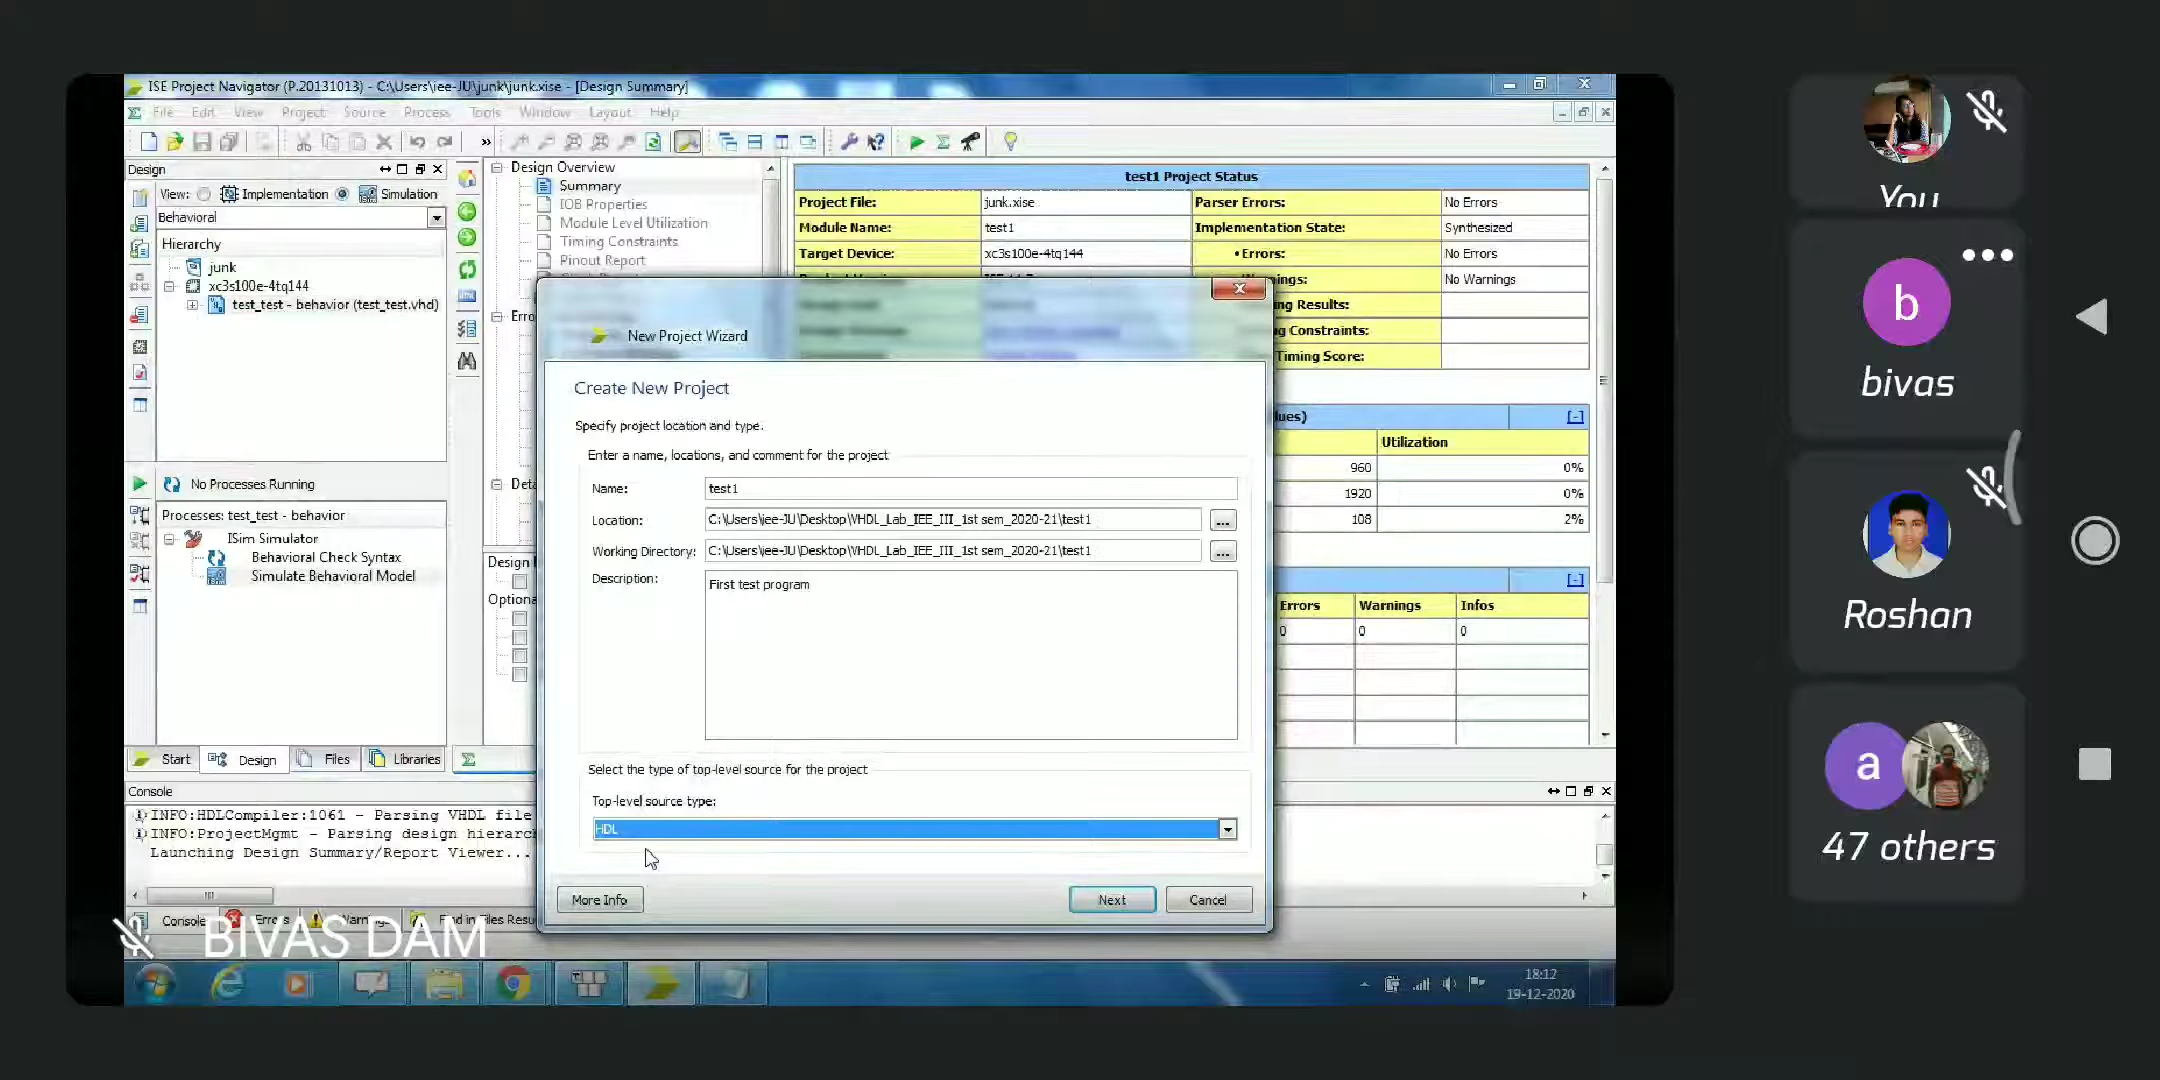 ISE Project Navigator (P.20131013) - C:\Users\iee-JU\junk\junk.xise - [Design Summary]
File Edit View Project Source Process Tools Window Layout Help
Design
View: Implementation Simulation
Behavioral
Hierarchy
junk
xc3s100e-4tq144
test_test - behavior (test_test.vhd)
No Processes Running
Processes: test_test - behavior
ISim Simulator
Behavioral Check Syntax
Simulate Behavioral Model
Start Design Files Libraries
Design Overview
Summary
IOB Properties
Module Level Utilization
Timing Constraints
Pinout Report
test1 Project Status
Project File: junk.xise Parser Errors: No Errors
Module Name: test1 Implementation State: Synthesized
Target Device: xc3s100e-4tq144 •Errors: No Errors
No Warnings
Timing Score:
Utilization
960 0%
1920 0%
108 2%
[-]
[-]
Errors Warnings Infos
0 0 0
New Project Wizard
Create New Project
Specify project location and type.
Enter a name, locations, and comment for the project
Name: test1
Location: C:\Users\iee-JU\Desktop\VHDL_Lab_IEE_III_1st sem_2020-21\test1 ...
Working Directory: C:\Users\iee-JU\Desktop\VHDL_Lab_IEE_III_1st sem_2020-21\test1 ...
Description: First test program
Select the type of top-level source for the project
Top-level source type:
HDL
More Info Next Cancel
Console
INFO:HDLCompiler:1061 - Parsing VHDL file
INFO:ProjectMgmt - Parsing design hierarc
Launching Design Summary/Report Viewer...
Console Errors
BIVAS DAM
18:12
19-12-2020
You
b
bivas
Roshan
a
47 others